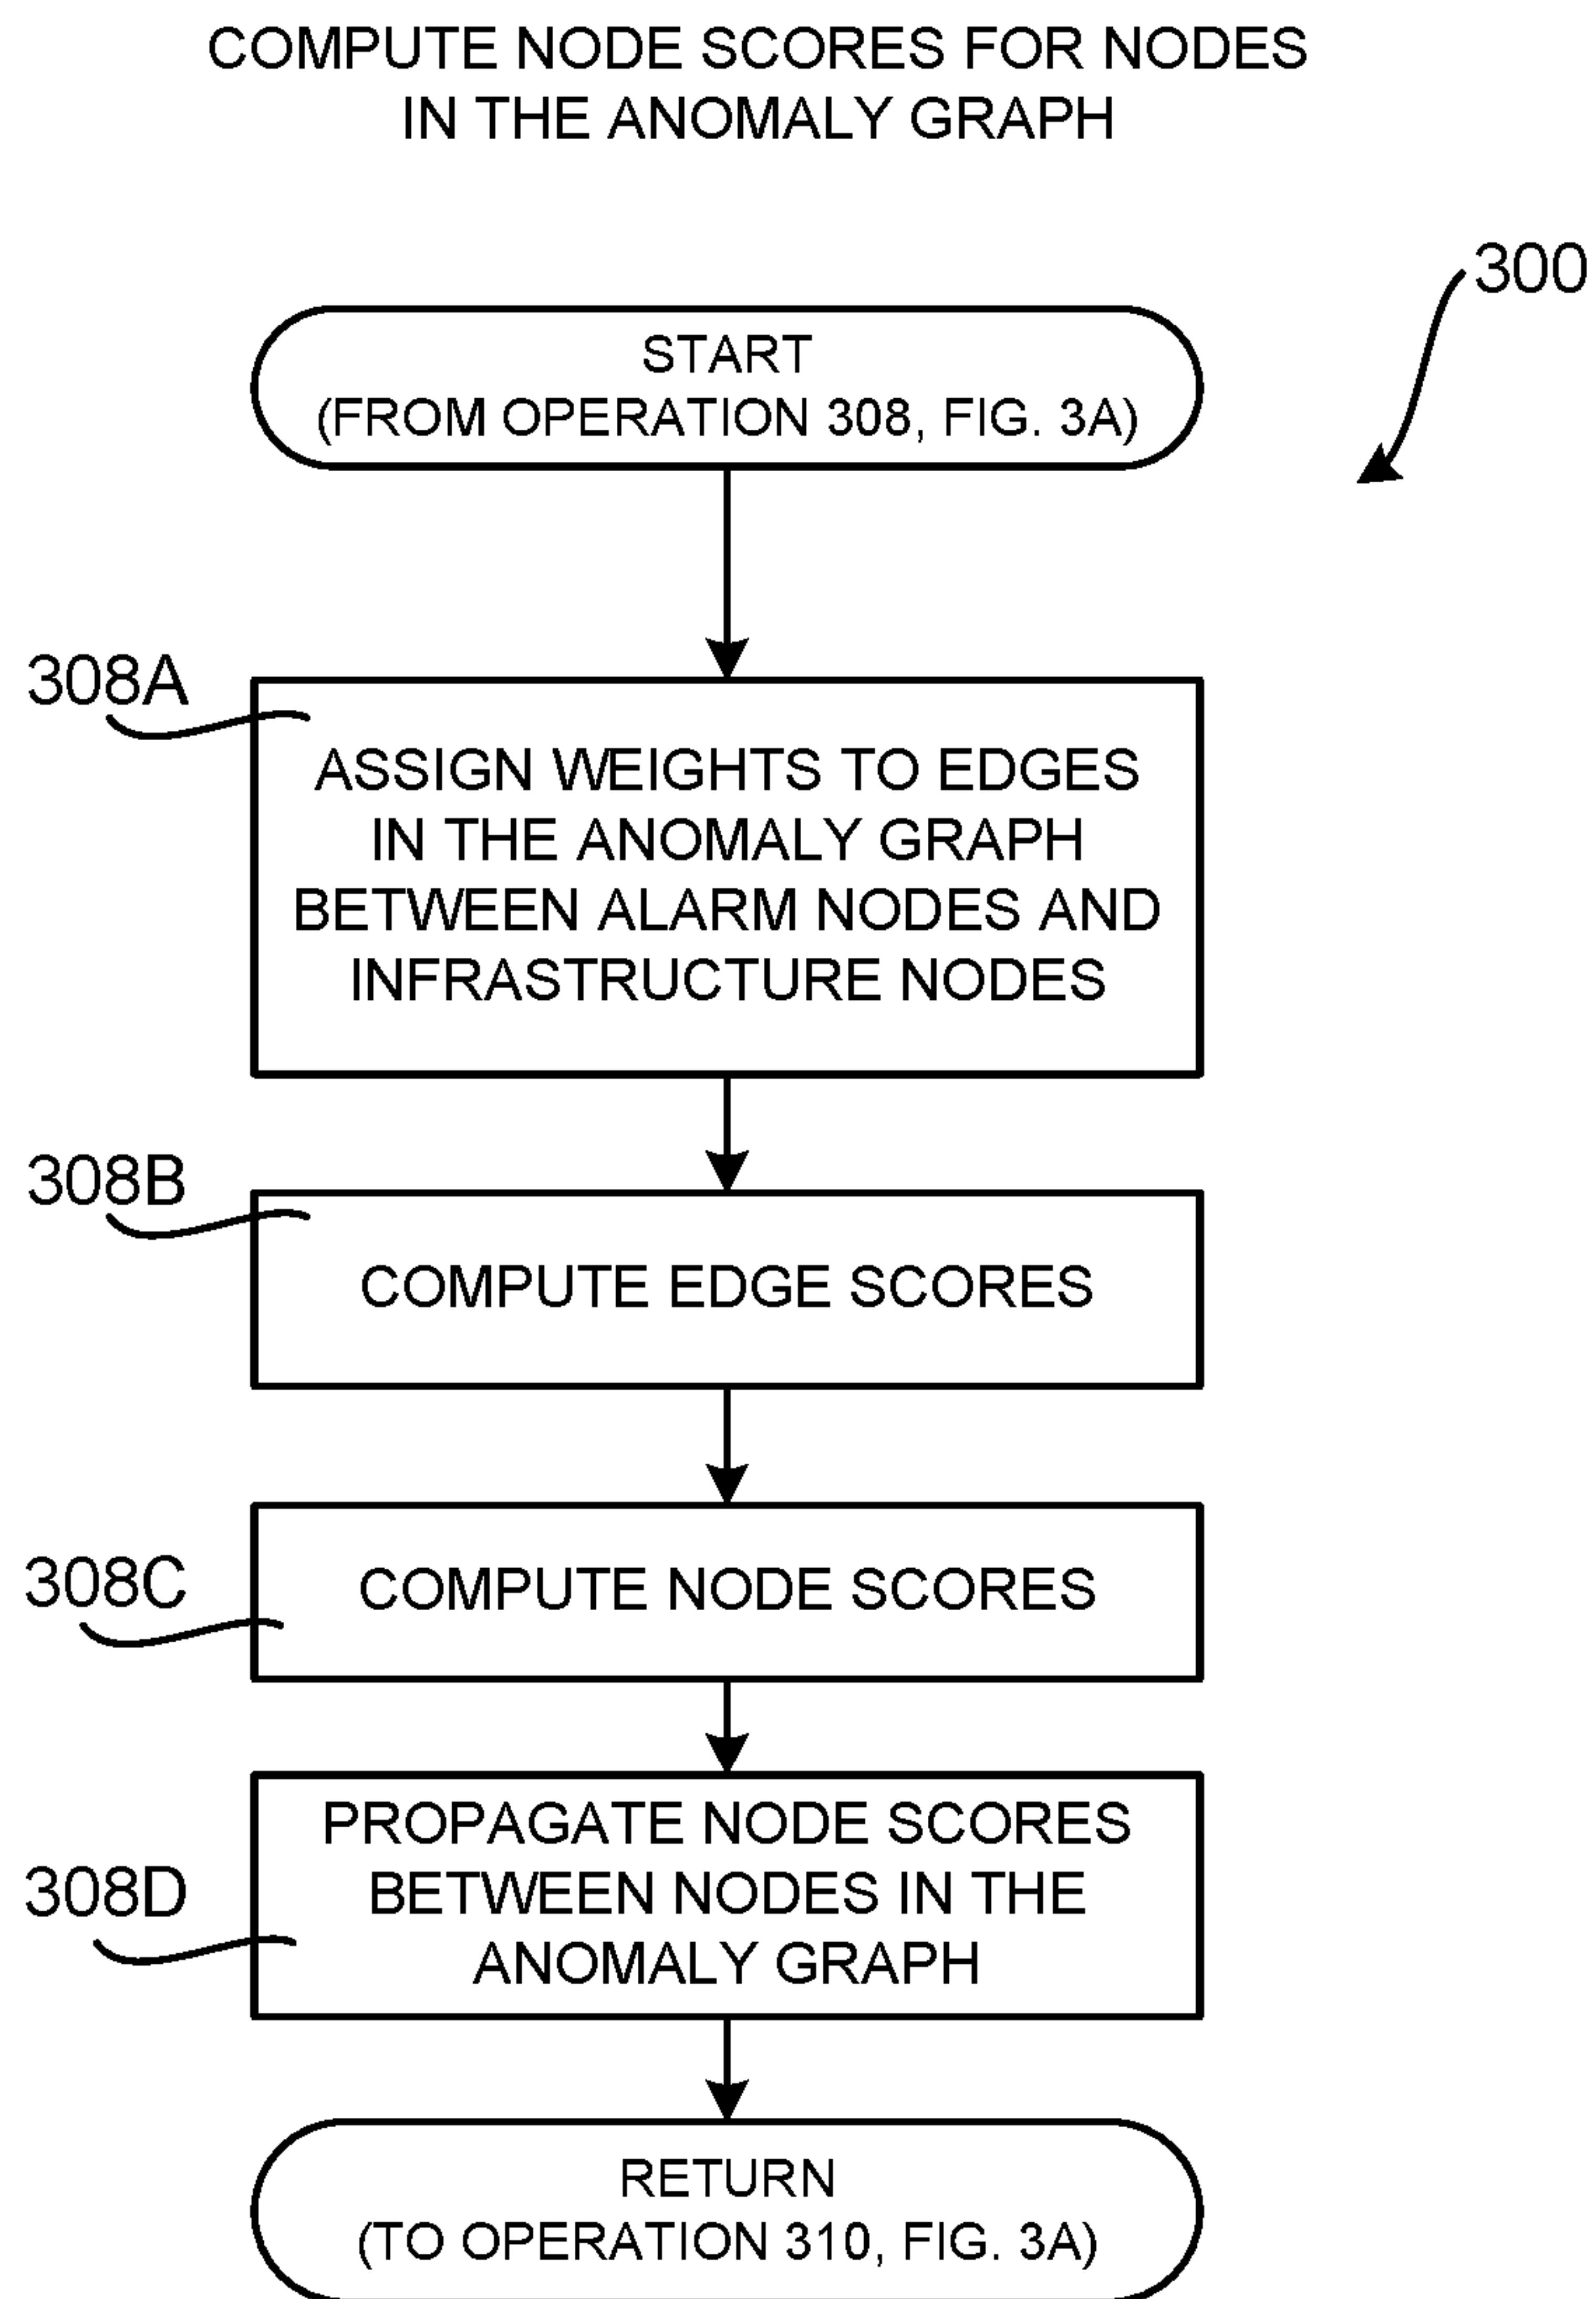 COMPUTE NODE SCORES FOR NODES
IN THE ANOMALY GRAPH
300
START
(FROM OPERATION 308, FIG. 3A)
308A
ASSIGN WEIGHTS TO EDGES
IN THE ANOMALY GRAPH
BETWEEN ALARM NODES AND
INFRASTRUCTURE NODES
308B
COMPUTE EDGE SCORES
308C
COMPUTE NODE SCORES
308D
PROPAGATE NODE SCORES
BETWEEN NODES IN THE
ANOMALY GRAPH
RETURN
(TO OPERATION 310, FIG. 3A)